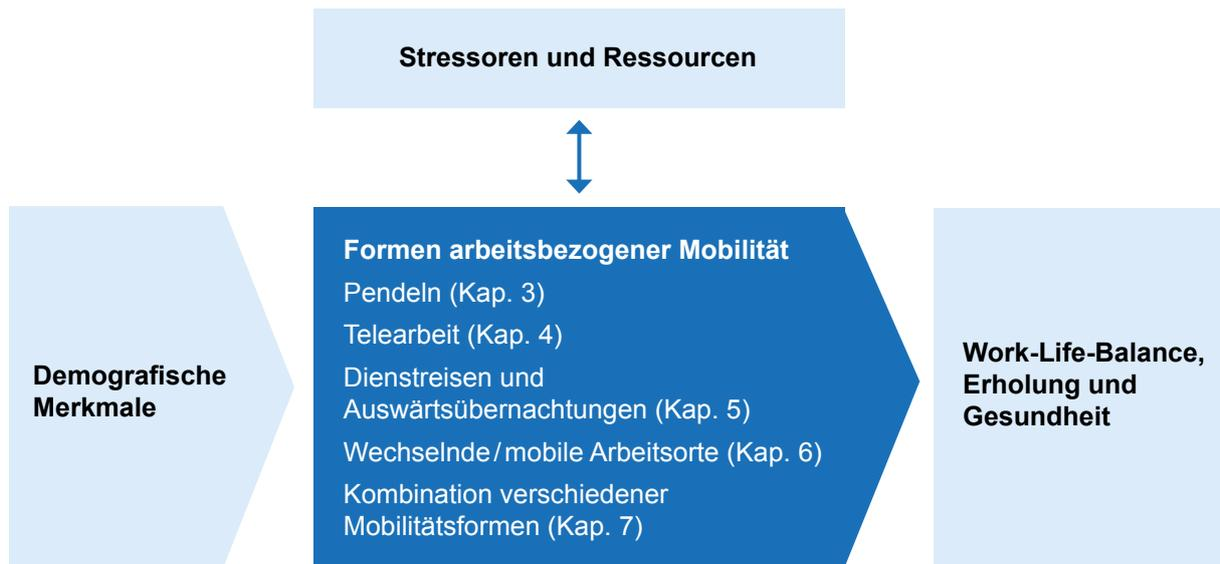 Stressoren und Ressourcen
Demografische
Merkmale
Formen arbeitsbezogener Mobilität
Pendeln (Kap. 3)
Telearbeit (Kap. 4)
Dienstreisen und
Auswärtsübernachtungen (Kap. 5)
Wechselnde/mobile Arbeitsorte (Kap. 6)
Kombination verschiedener
Mobilitätsformen (Kap. 7)
Work-Life-Balance,
Erholung und
Gesundheit